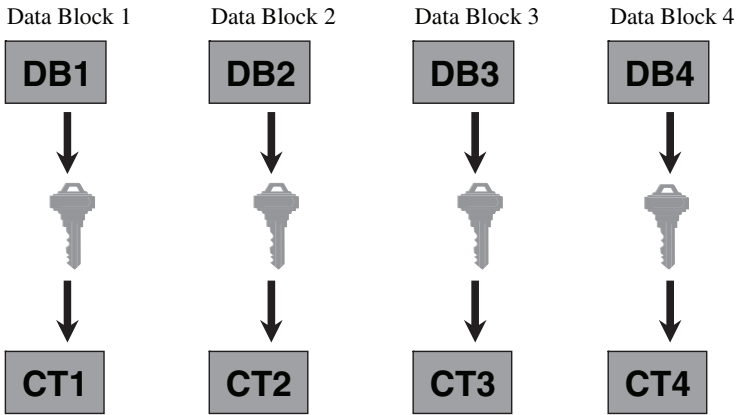 Data Block 1 Data Block 2 Data Block 3 Data Block 4
DB1 DB2 DB3 DB4
CT1 CT2 CT3 CT4